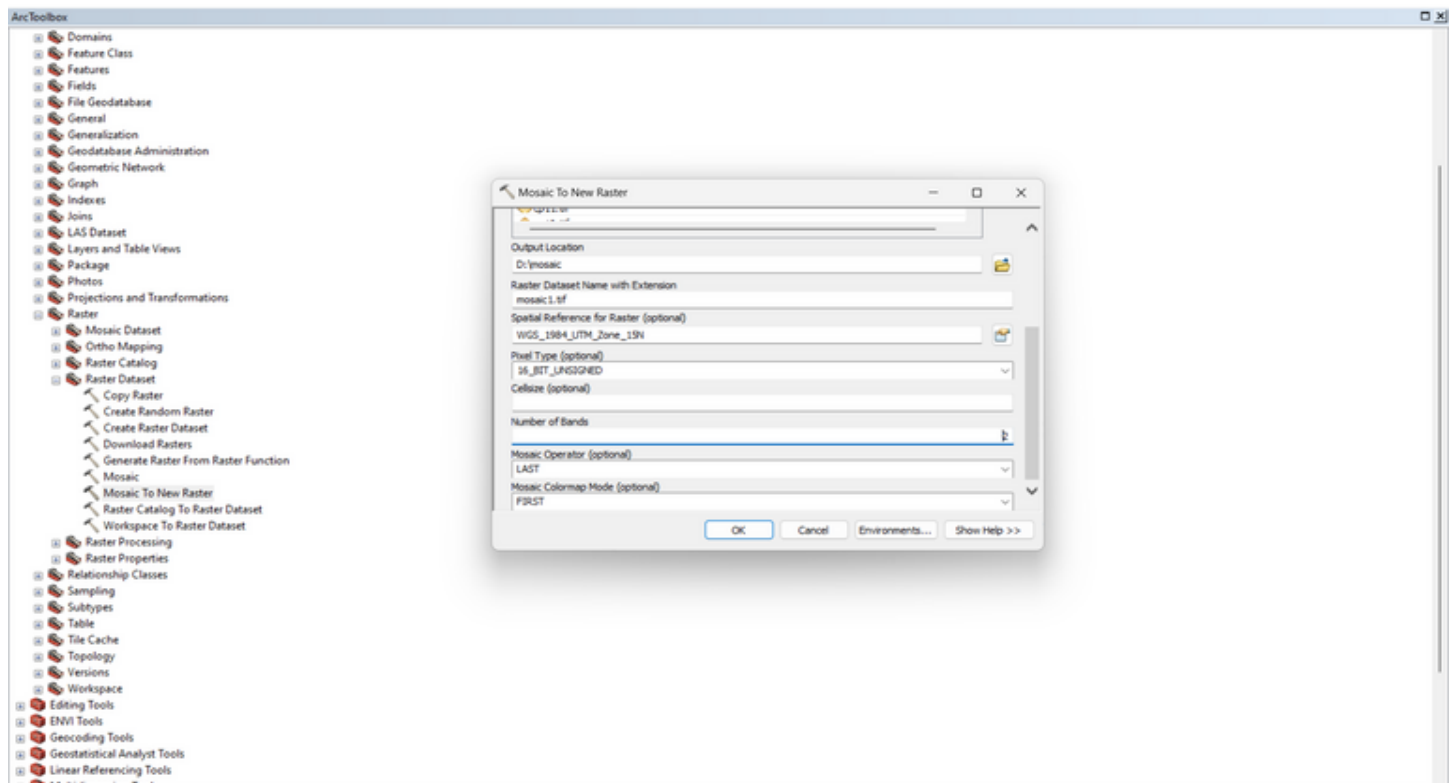 ArcToolbox
Domains
Feature Class
Features
Fields
File Geodatabase
General
Generalization
Geodatabase Administration
Geometric Network
Graph
Indexes
Joins
LAS Dataset
Layers and Table Views
Package
Photos
Projections and Transformations
Raster
Mosaic Dataset
Ortho Mapping
Raster Catalog
Raster Dataset
Copy Raster
Create Random Raster
Create Raster Dataset
Download Rasters
Generate Raster From Raster Function
Mosaic
Mosaic To New Raster
Raster Catalog To Raster Dataset
Workspace To Raster Dataset
Raster Processing
Raster Properties
Relationship Classes
Sampling
Subtypes
Table
Tile Cache
Topology
Versions
Workspace
Editing Tools
ENVI Tools
Geocoding Tools
Geostatistical Analyst Tools
Linear Referencing Tools
Mosaic To New Raster
Output Location
D:\mosaic
Raster Dataset Name with Extension
mosaic1.tif
Spatial Reference for Raster (optional)
WGS_1984_UTM_Zone_15N
Pixel Type (optional)
16_BIT_UNSIGNED
Cellsize (optional)
Number of Bands
Mosaic Operator (optional)
LAST
Mosaic Colormap Mode (optional)
FIRST
OK Cancel Environments... Show Help >>